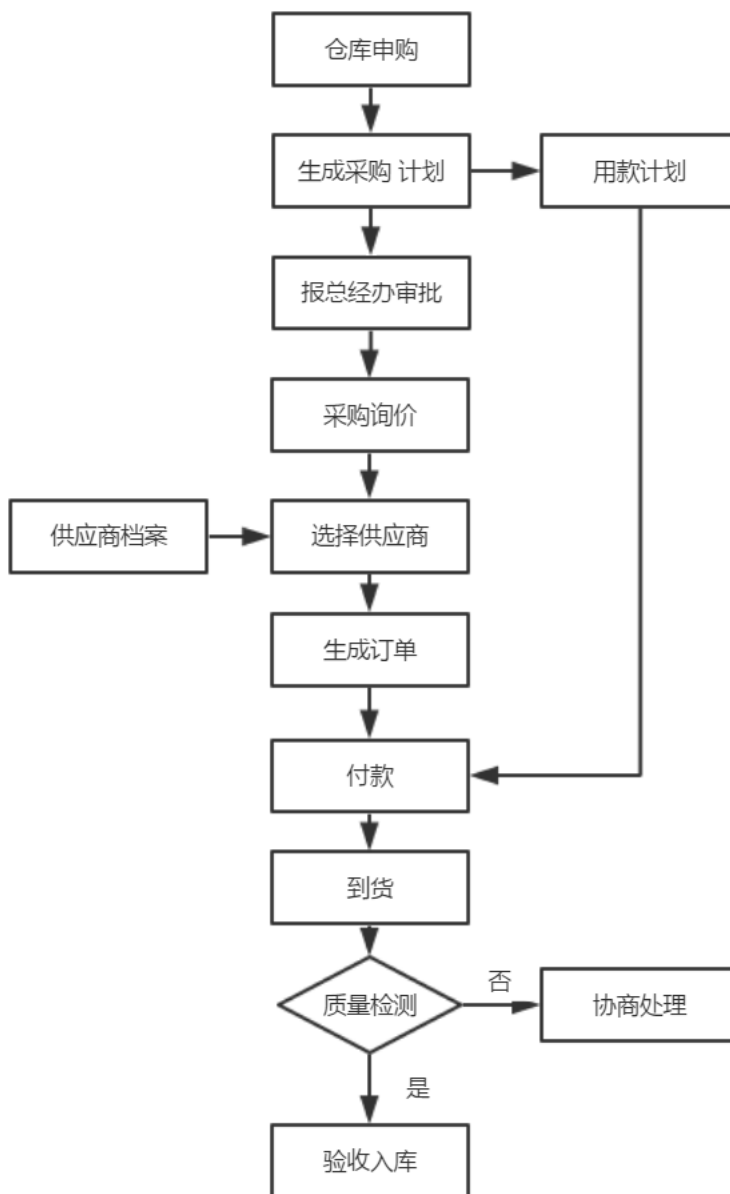 仓库申购
生成采购 计划
用款计划
报总经办审批
采购询价
供应商档案
选择供应商
生成订单
付款
到货
质量检测
否
协商处理
是
验收入库